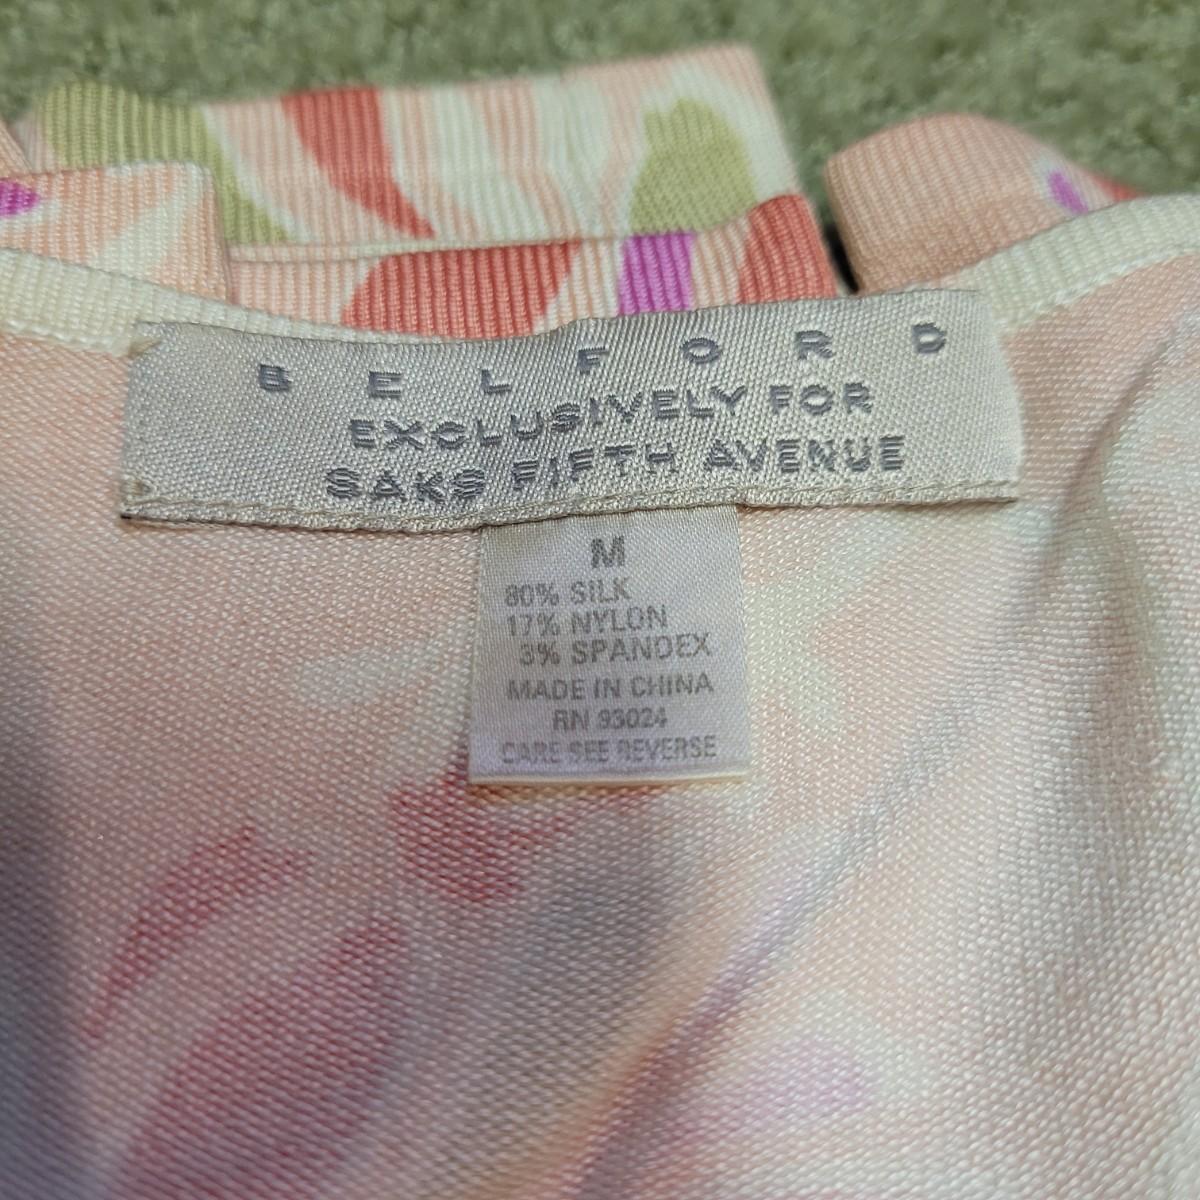 BELFORD
EXCLUSIVELY FOR
SAKS FIFTH AVENUE
M
80% SILK
17% NYLON
3% SPANDEX
MADE IN CHINA
RN 93024
CARE SEE REVERSE